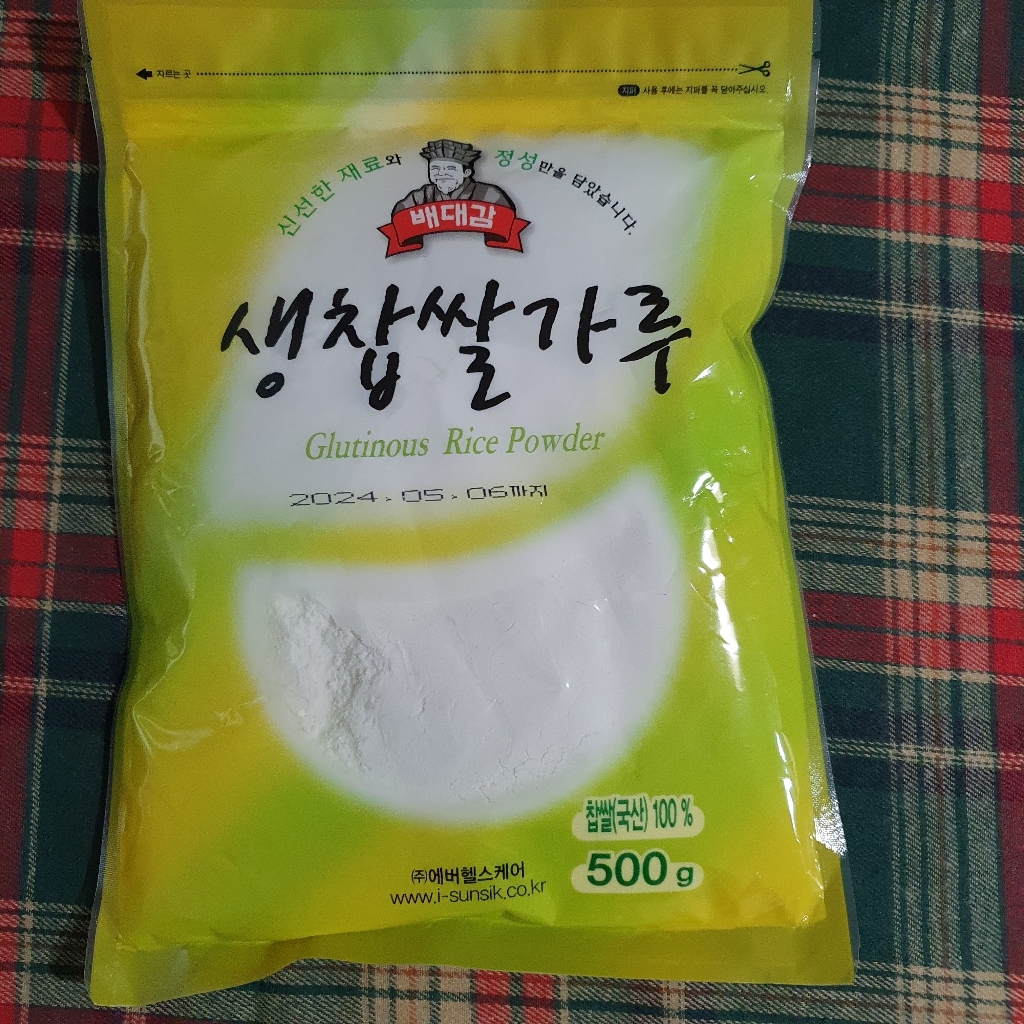 자르는 곳
지퍼 사용 후에는 지퍼를 꼭 닫아주십시오
신선한 재료와 정성만을 담았습니다.
배대감
생찹쌀가루
Glutinous Rice Powder
2024.05.06까지
찹쌀(국산) 100 %
500 g
㈜에버헬스케어
www.i-sunsik.co.kr